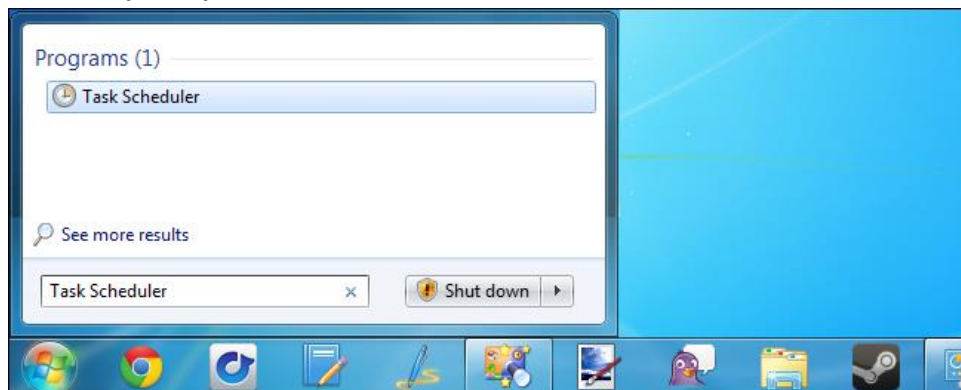 Programs (1)
Task Scheduler
See more results
Task Scheduler
Shut down